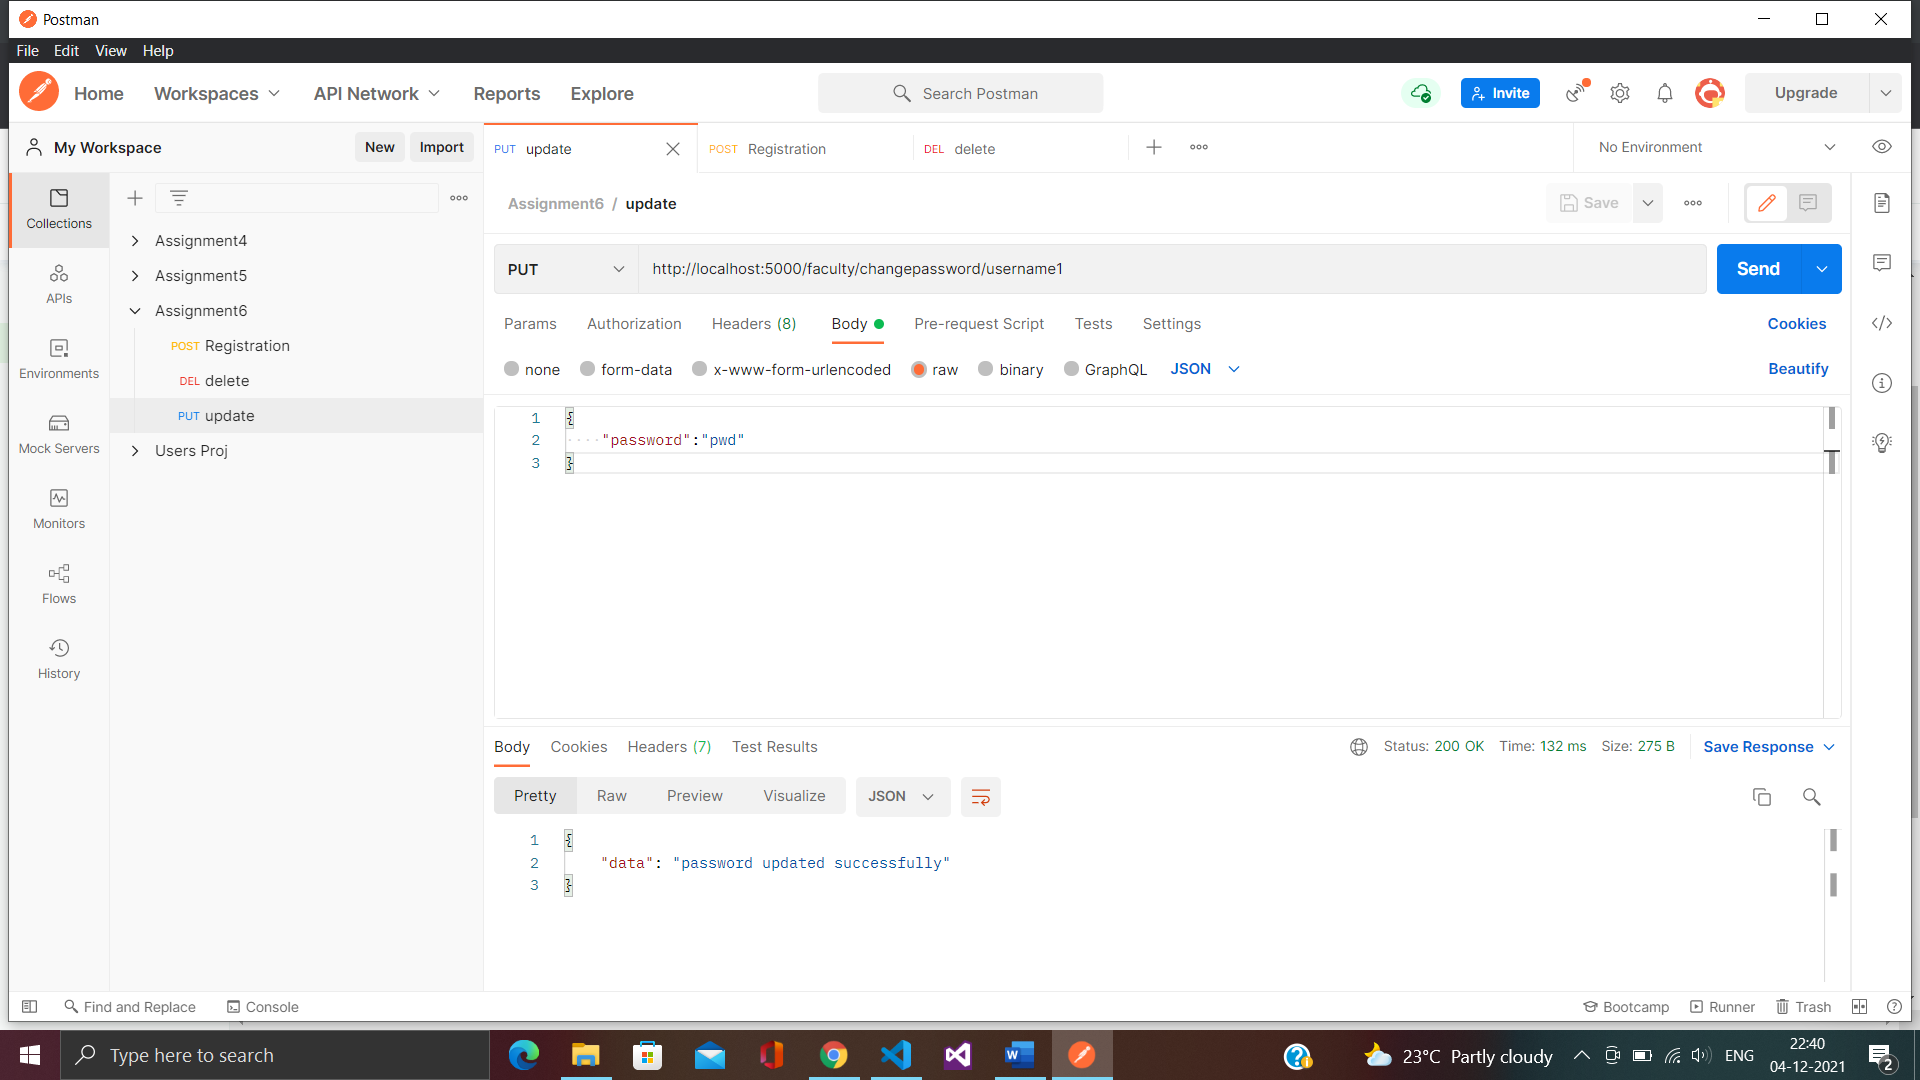 Postman
File Edit View Help
Home Workspaces API Network Reports Explore Search Postman Invite Upgrade
My Workspace New Import PUT update POST Registration DEL delete No Environment
Collections
APIs
Environments
Mock Servers
Monitors
Flows
History
Assignment4
Assignment5
Assignment6
POST Registration
DEL delete
PUT update
Users Proj
Assignment6 / update Save
PUT http://localhost:5000/faculty/changepassword/username1 Send
Params Authorization Headers (8) Body Pre-request Script Tests Settings Cookies
none form-data x-www-form-urlencoded raw binary GraphQL JSON Beautify
1 {
2 "password":"pwd"
3 }
Body Cookies Headers (7) Test Results Status: 200 OK Time: 132 ms Size: 275 B Save Response
Pretty Raw Preview Visualize JSON
1 {
2 "data": "password updated successfully"
3 }
Find and Replace Console Bootcamp Runner Trash
Type here to search 23°C Partly cloudy ENG 22:40
04-12-2021 2